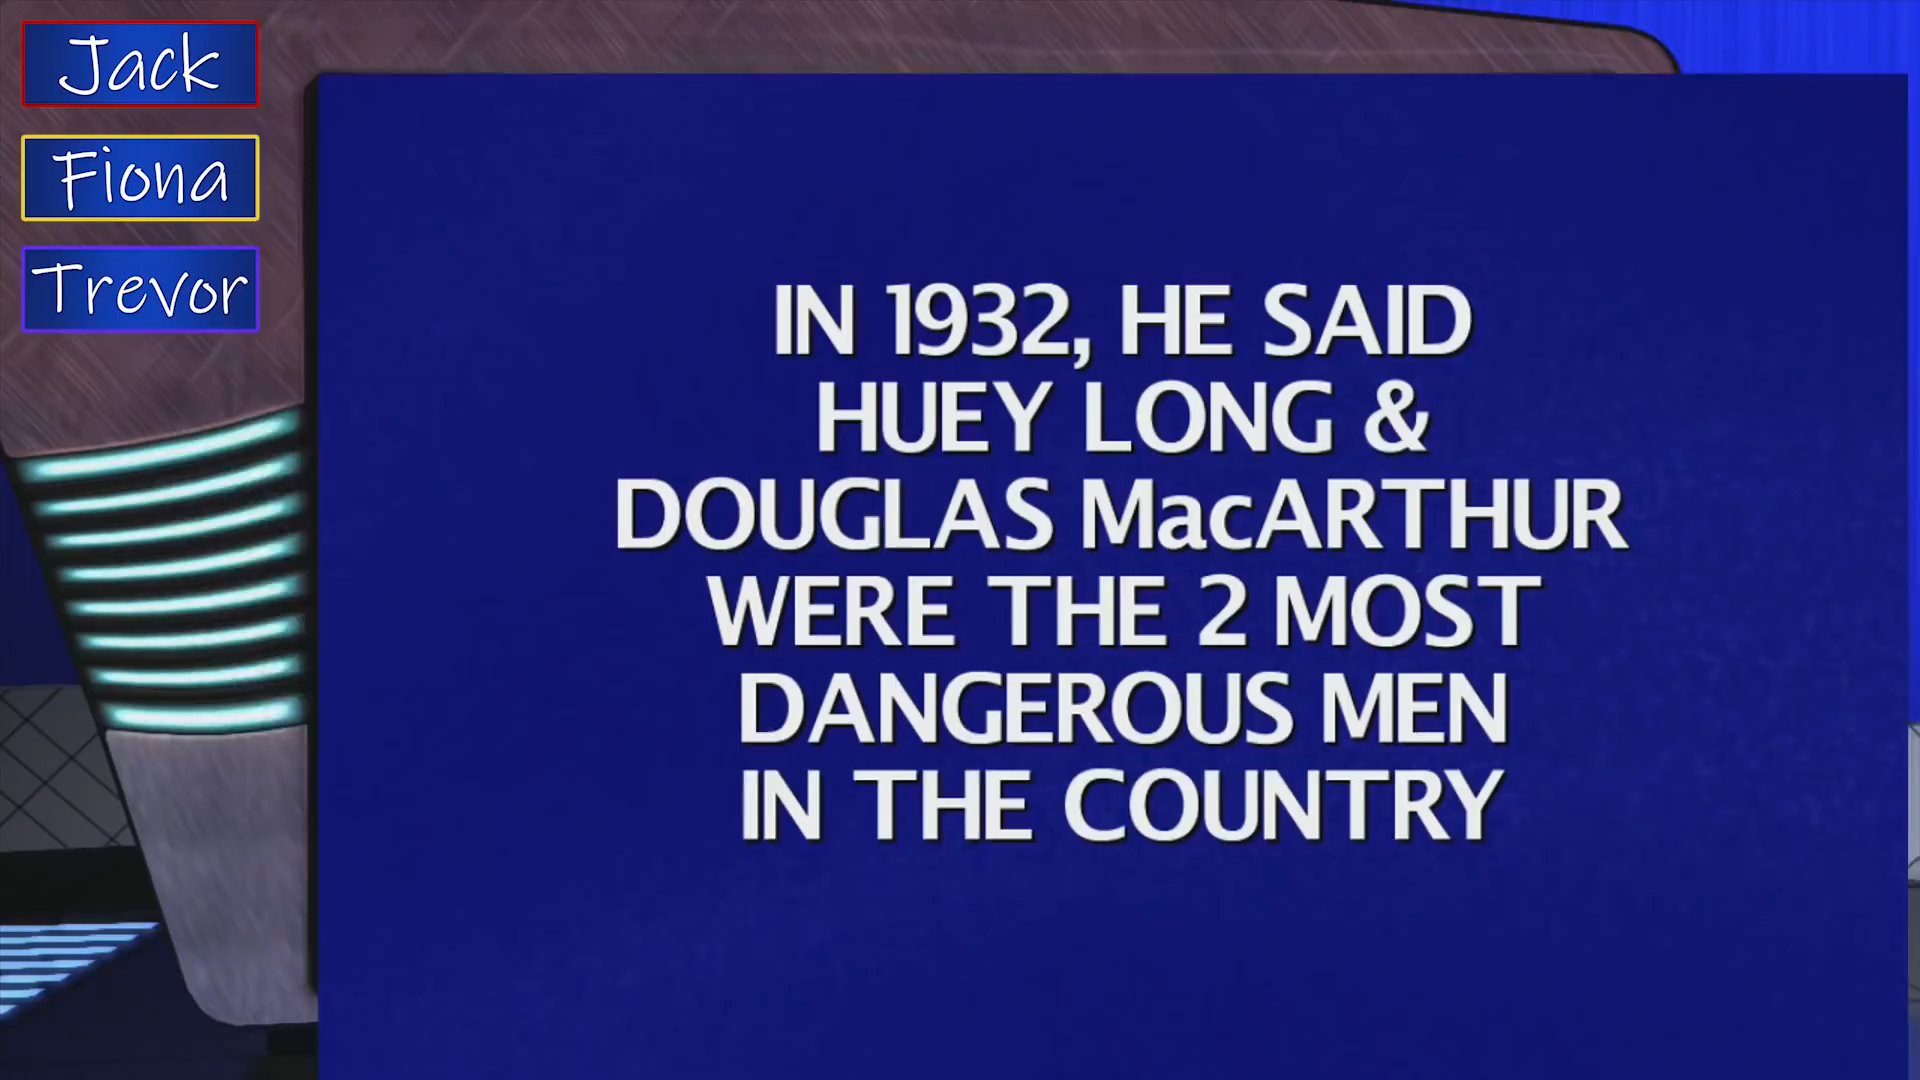 Jack
Fiona
Trevor
IN 1932, HE SAID
HUEY LONG &
DOUGLAS MacARTHUR
WERE THE 2 MOST
DANGEROUS MEN
IN THE COUNTRY